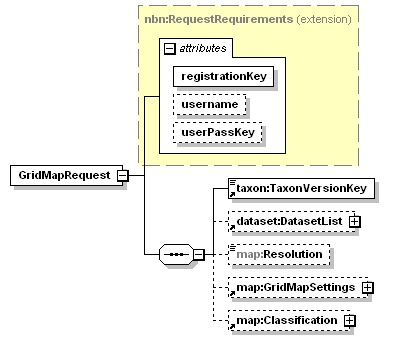 nbn:RequestRequirements (extension)
attributes
registrationKey
username
userPassKey
GridMapRequest
taxon:TaxonVersionKey
dataset:DatasetList
map:Resolution
map:GridMapSettings
map:Classification